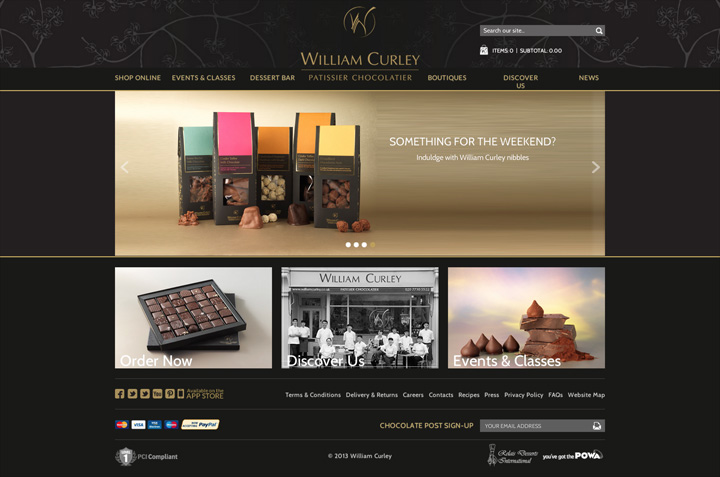 Search our site..
ITEMS: 0 | SUBTOTAL: 0.00
WILLIAM CURLEY
PATISSIER CHOCOLATIER
SHOP ONLINE EVENTS & CLASSES DESSERT BAR BOUTIQUES DISCOVER US NEWS
SOMETHING FOR THE WEEKEND?
Induldge with William Curley nibbles
WILLIAM CURLEY
PATISSIER CHOCOLATIER
Order Now
Discover Us
Events & Classes
Available on the
APP STORE
Terms & Conditions Delivery & Returns Careers Contacts Recipes Press Privacy Policy FAQs Website Map
VISA VISA PayPal
CHOCOLATE POST SIGN-UP
YOUR EMAIL ADDRESS
PCI Compliant
© 2013 William Curley
Relais Desserts
International
you've got the POWA